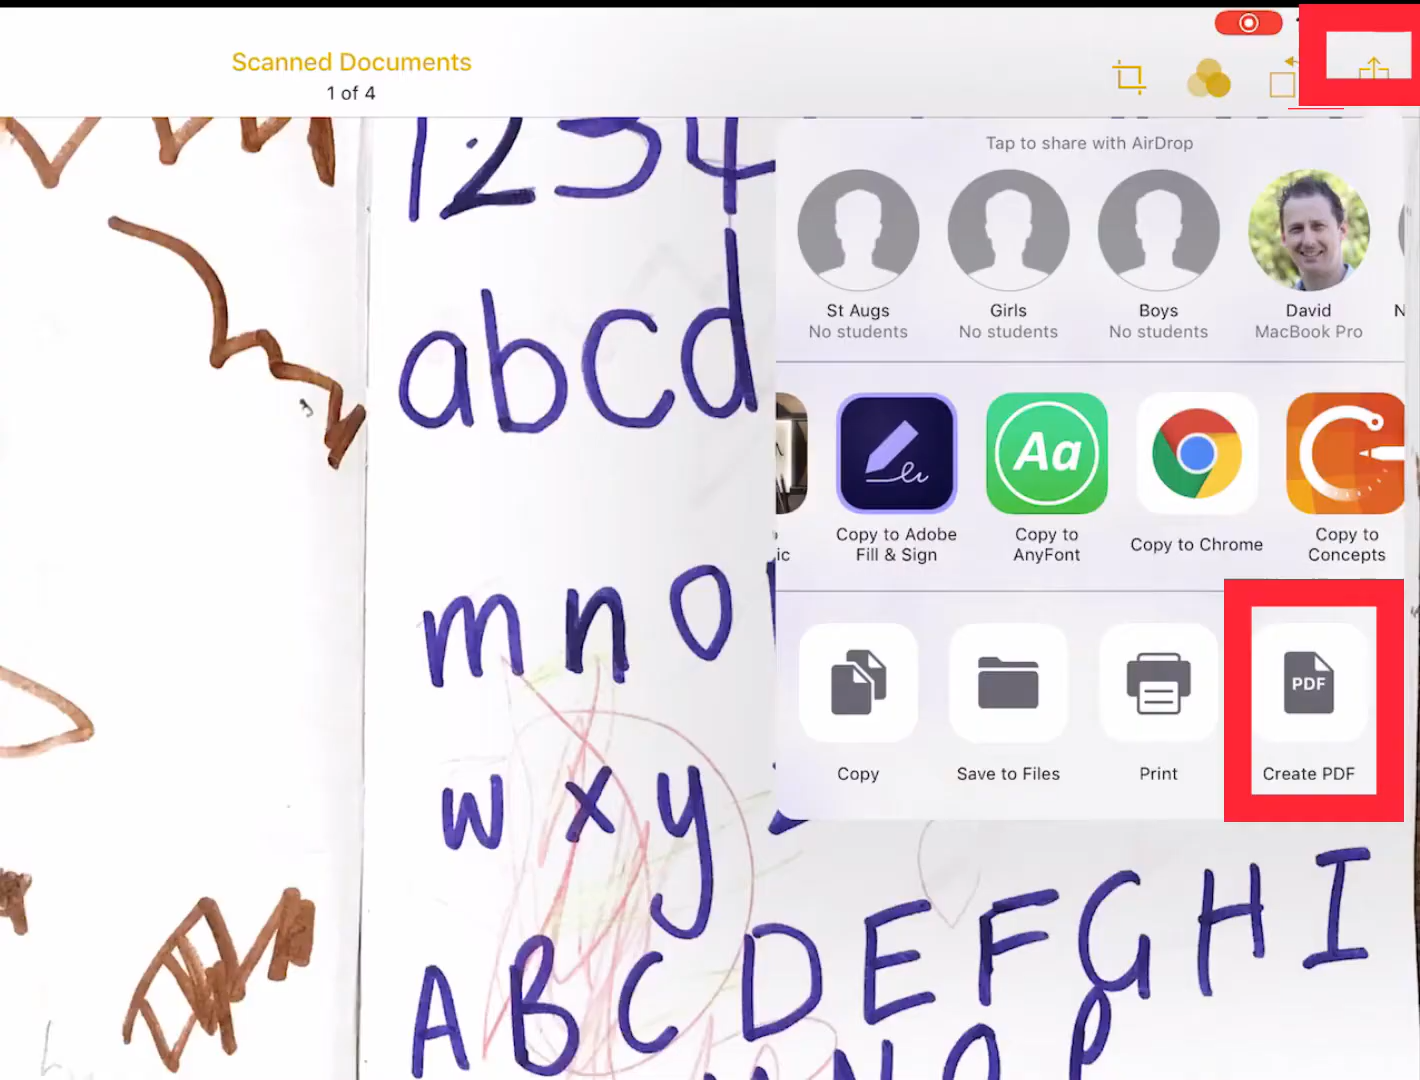 Scanned Documents
1 of 4
1234
abcd
mno
wxy
ABCDEFGHI
Tap to share with AirDrop
St Augs
No students
Girls
No students
Boys
No students
David
MacBook Pro
N
ic
Copy to Adobe
Fill & Sign
Aa
Copy to
AnyFont
Copy to Chrome
Copy to
Concepts
Copy
Save to Files
Print
PDF
Create PDF